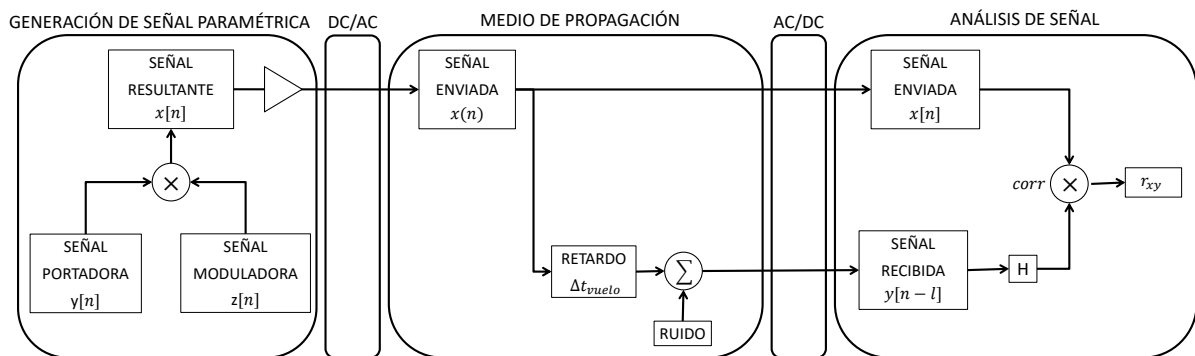 GENERACIÓN DE SEÑAL PARAMÉTRICA
DC/AC
MEDIO DE PROPAGACIÓN
AC/DC
ANÁLISIS DE SEÑAL
SEÑAL
RESULTANTE
x[n]
×
SEÑAL
PORTADORA
y[n]
SEÑAL
MODULADORA
z[n]
SEÑAL
ENVIADA
x(n)
RETARDO
Δt_vuelo
∑
RUIDO
SEÑAL
ENVIADA
x[n]
corr
×
r_xy
SEÑAL
RECIBIDA
y[n − l]
H